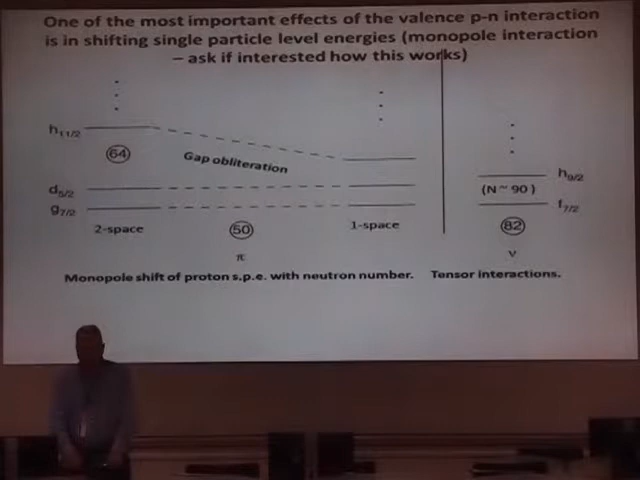 One of the most important effects of the valence p-n interaction
is in shifting single particle level energies (monopole interaction
– ask if interested how this works)
h11/2
64
Gap obliteration
h9/2
(N ~ 90 )
d5/2
g7/2
f7/2
2-space
50
1-space
82
π
ν
Monopole shift of proton s.p.e. with neutron number. Tensor interactions.